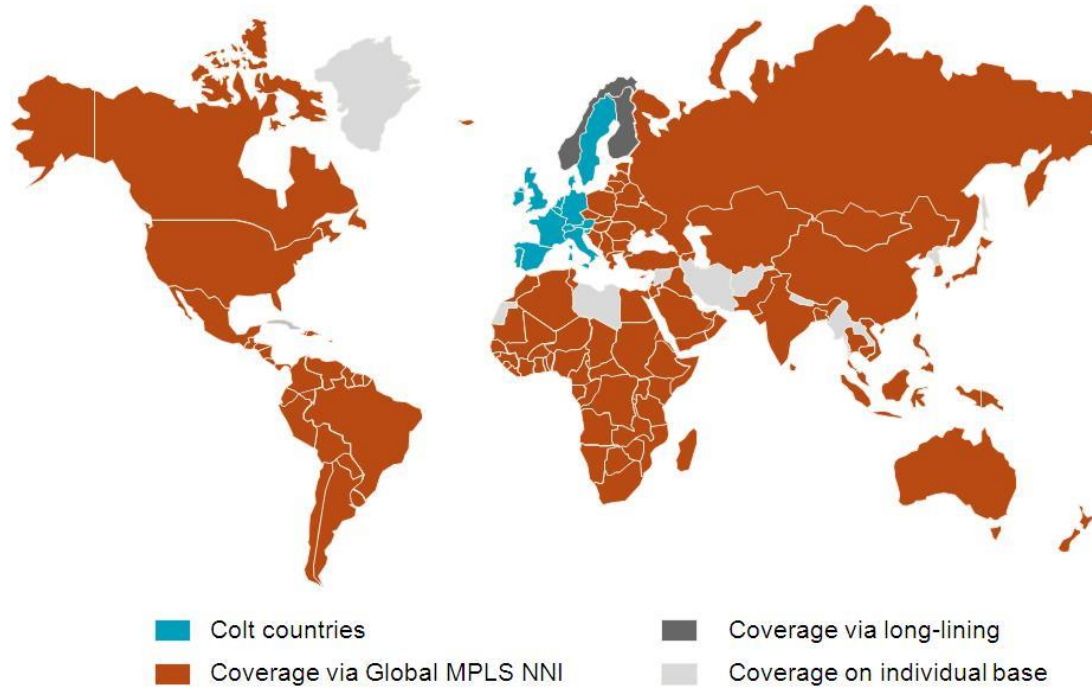 Colt countries
Coverage via long-lining
Coverage via Global MPLS NNI
Coverage on individual base